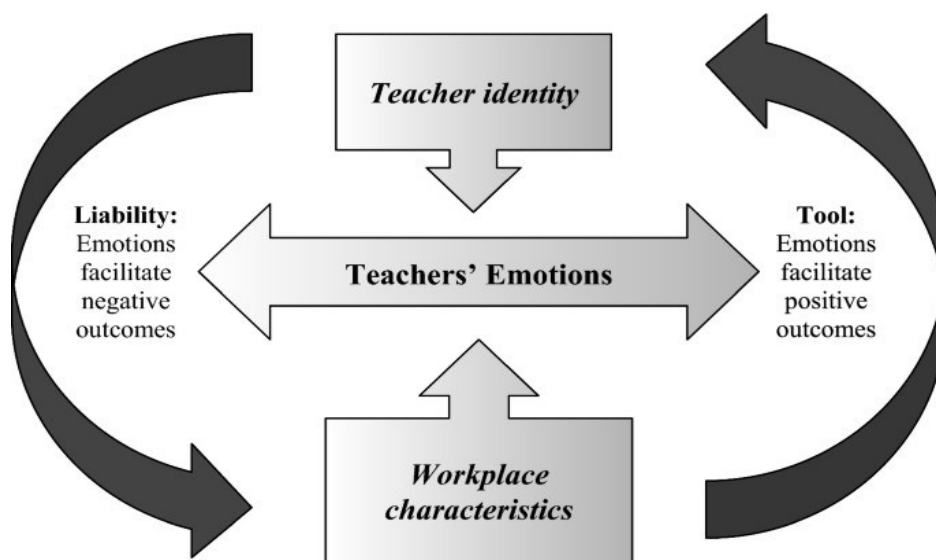 Teacher identity
Liability:
Emotions
facilitate
negative
outcomes
Teachers’ Emotions
Tool:
Emotions
facilitate
positive
outcomes
Workplace
characteristics